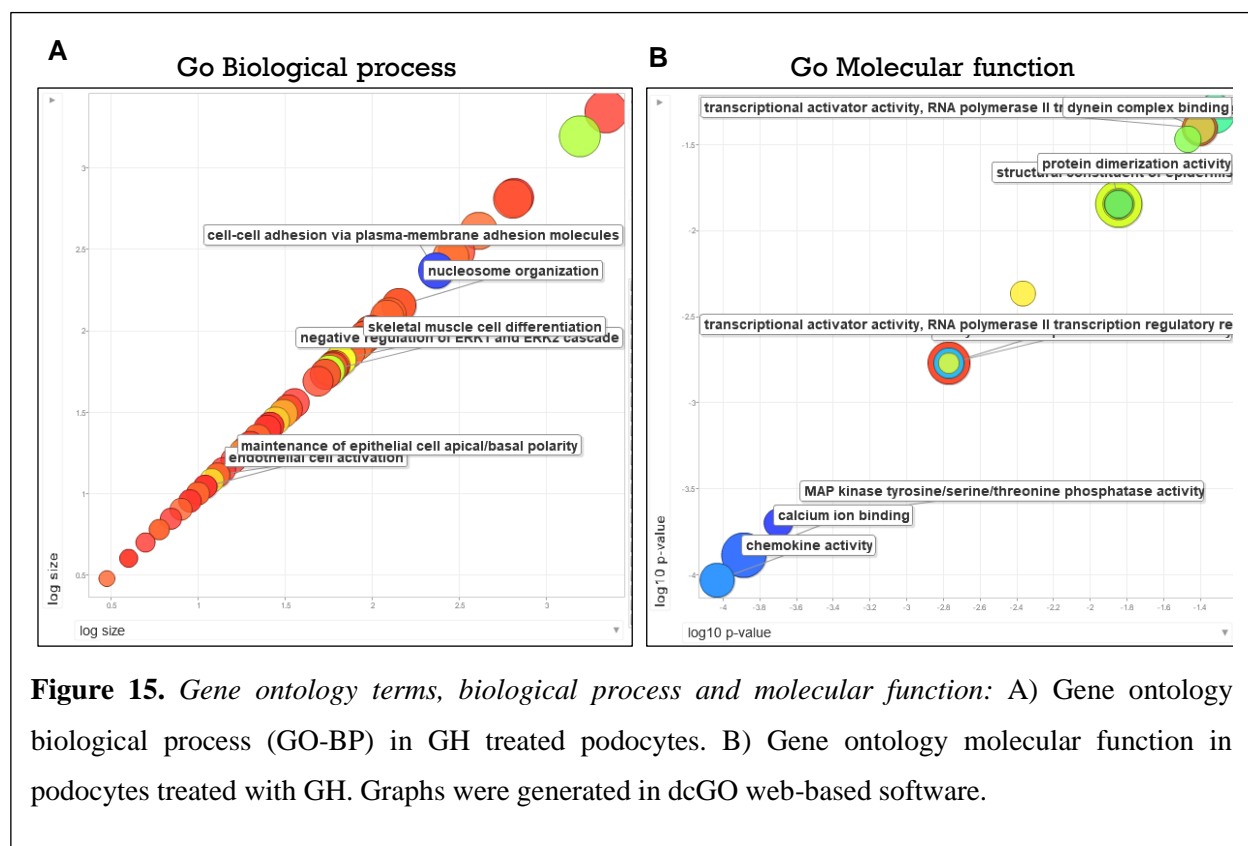 A
Go Biological process
3
2.5
2
1.5
1
0.5
0.5
1
1.5
2
2.5
3
cell-cell adhesion via plasma-membrane adhesion molecules
nucleosome organization
skeletal muscle cell differentiation
negative regulation of ERK1 and ERK2 cascade
maintenance of epithelial cell apical/basal polarity
endothelial cell activation
log size
log size
B
Go Molecular function
transcriptional activator activity, RNA polymerase II
dynein complex binding
-1.5
protein dimerization activity
structural constituent of epidermis
-2
-2.5
transcriptional activator activity, RNA polymerase II transcription regulatory re
-3
-3.5
MAP kinase tyrosine/serine/threonine phosphatase activity
calcium ion binding
chemokine activity
-4
-4
-3.8
-3.6
-3.4
-3.2
-3
-2.8
-2.6
-2.4
-2.2
-2
-1.8
-1.6
-1.4
log10 p-value
log10 p-value
Figure 15. Gene ontology terms, biological process and molecular function: A) Gene ontology
biological process (GO-BP) in GH treated podocytes. B) Gene ontology molecular function in
podocytes treated with GH. Graphs were generated in dcGO web-based software.